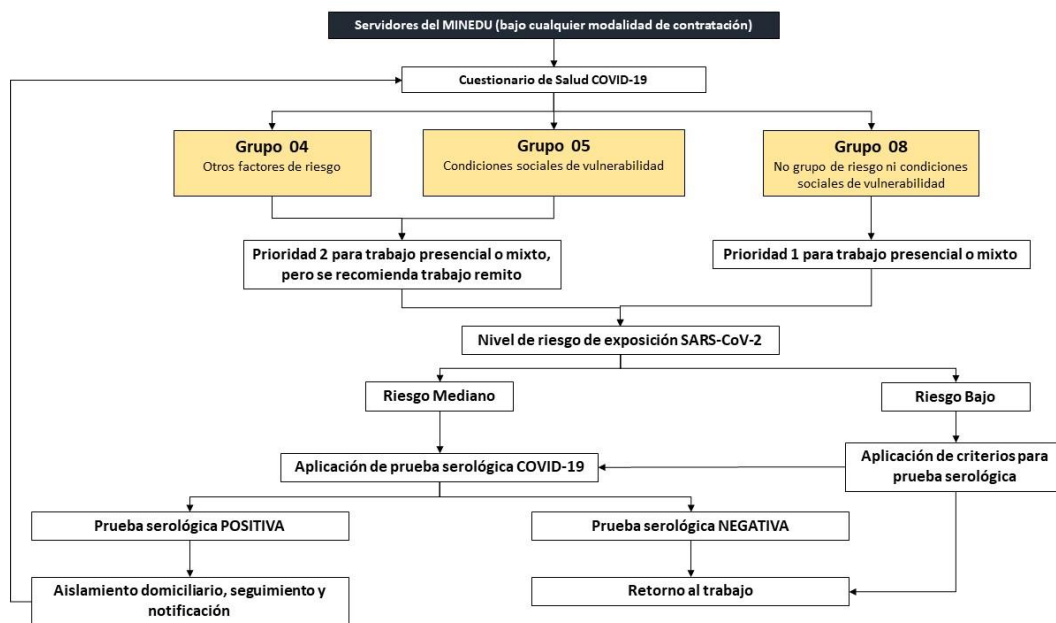 Servidores del MINEDU (bajo cualquier modalidad de contratación)
Cuestionario de Salud COVID-19
Grupo 04
Otros factores de riesgo
Grupo 05
Condiciones sociales de vulnerabilidad
Grupo 08
No grupo de riesgo ni condiciones
sociales de vulnerabilidad
Prioridad 2 para trabajo presencial o mixto,
pero se recomienda trabajo remito
Prioridad 1 para trabajo presencial o mixto
Nivel de riesgo de exposición SARS-CoV-2
Riesgo Mediano
Riesgo Bajo
Aplicación de prueba serológica COVID-19
Aplicación de criterios para
prueba serológica
Prueba serológica POSITIVA
Prueba serológica NEGATIVA
Aislamiento domiciliario, seguimiento y
notificación
Retorno al trabajo